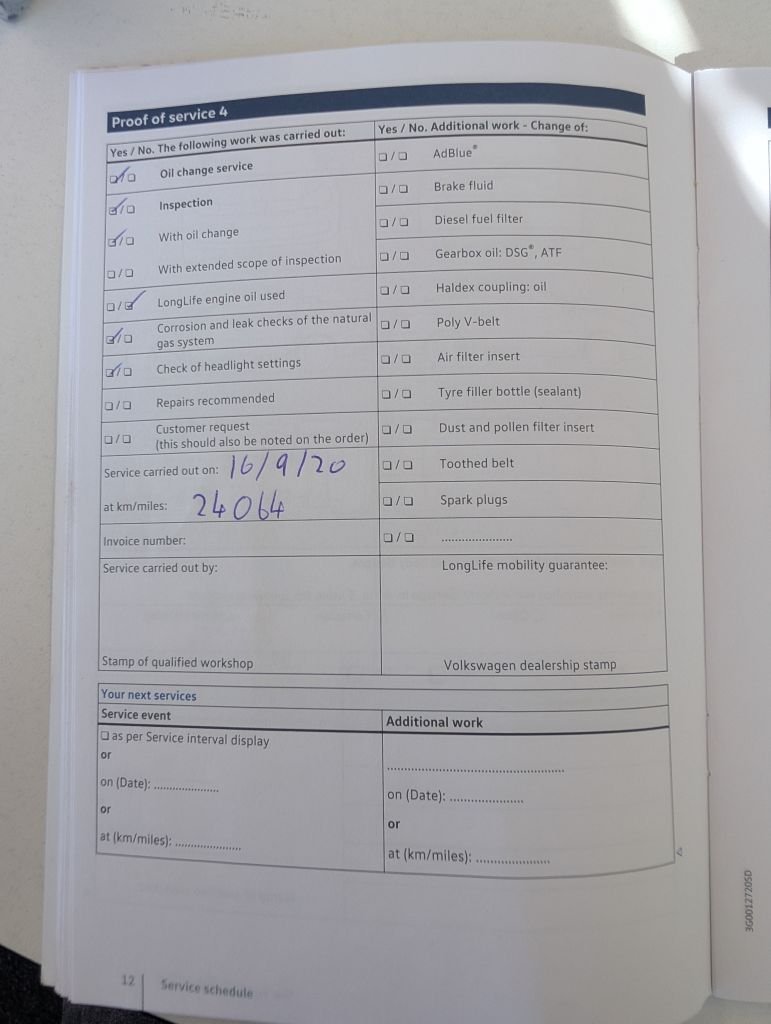 Proof of service 4
Yes / No. The following work was carried out:
☑/☐ Oil change service
☑/☐ Inspection
☑/☐ With oil change
☐/☐ With extended scope of inspection
☐/☑ LongLife engine oil used
☑/☐ Corrosion and leak checks of the natural
gas system
☑/☐ Check of headlight settings
☐/☐ Repairs recommended
☐/☐ Customer request
(this should also be noted on the order)
Service carried out on: 16/9/20
at km/miles: 24064
Invoice number:
Service carried out by:
Stamp of qualified workshop
Yes / No. Additional work - Change of:
☐/☐ AdBlue®
☐/☐ Brake fluid
☐/☐ Diesel fuel filter
☐/☐ Gearbox oil: DSG®, ATF
☐/☐ Haldex coupling: oil
☐/☐ Poly V-belt
☐/☐ Air filter insert
☐/☐ Tyre filler bottle (sealant)
☐/☐ Dust and pollen filter insert
☐/☐ Toothed belt
☐/☐ Spark plugs
☐/☐ ....................
LongLife mobility guarantee:
Volkswagen dealership stamp
Your next services
Service event
☐ as per Service interval display
or
on (Date): ..................
or
at (km/miles): ..................
Additional work
..................................................
on (Date): ....................
or
at (km/miles): ....................
12 Service schedule
3G0012720SD